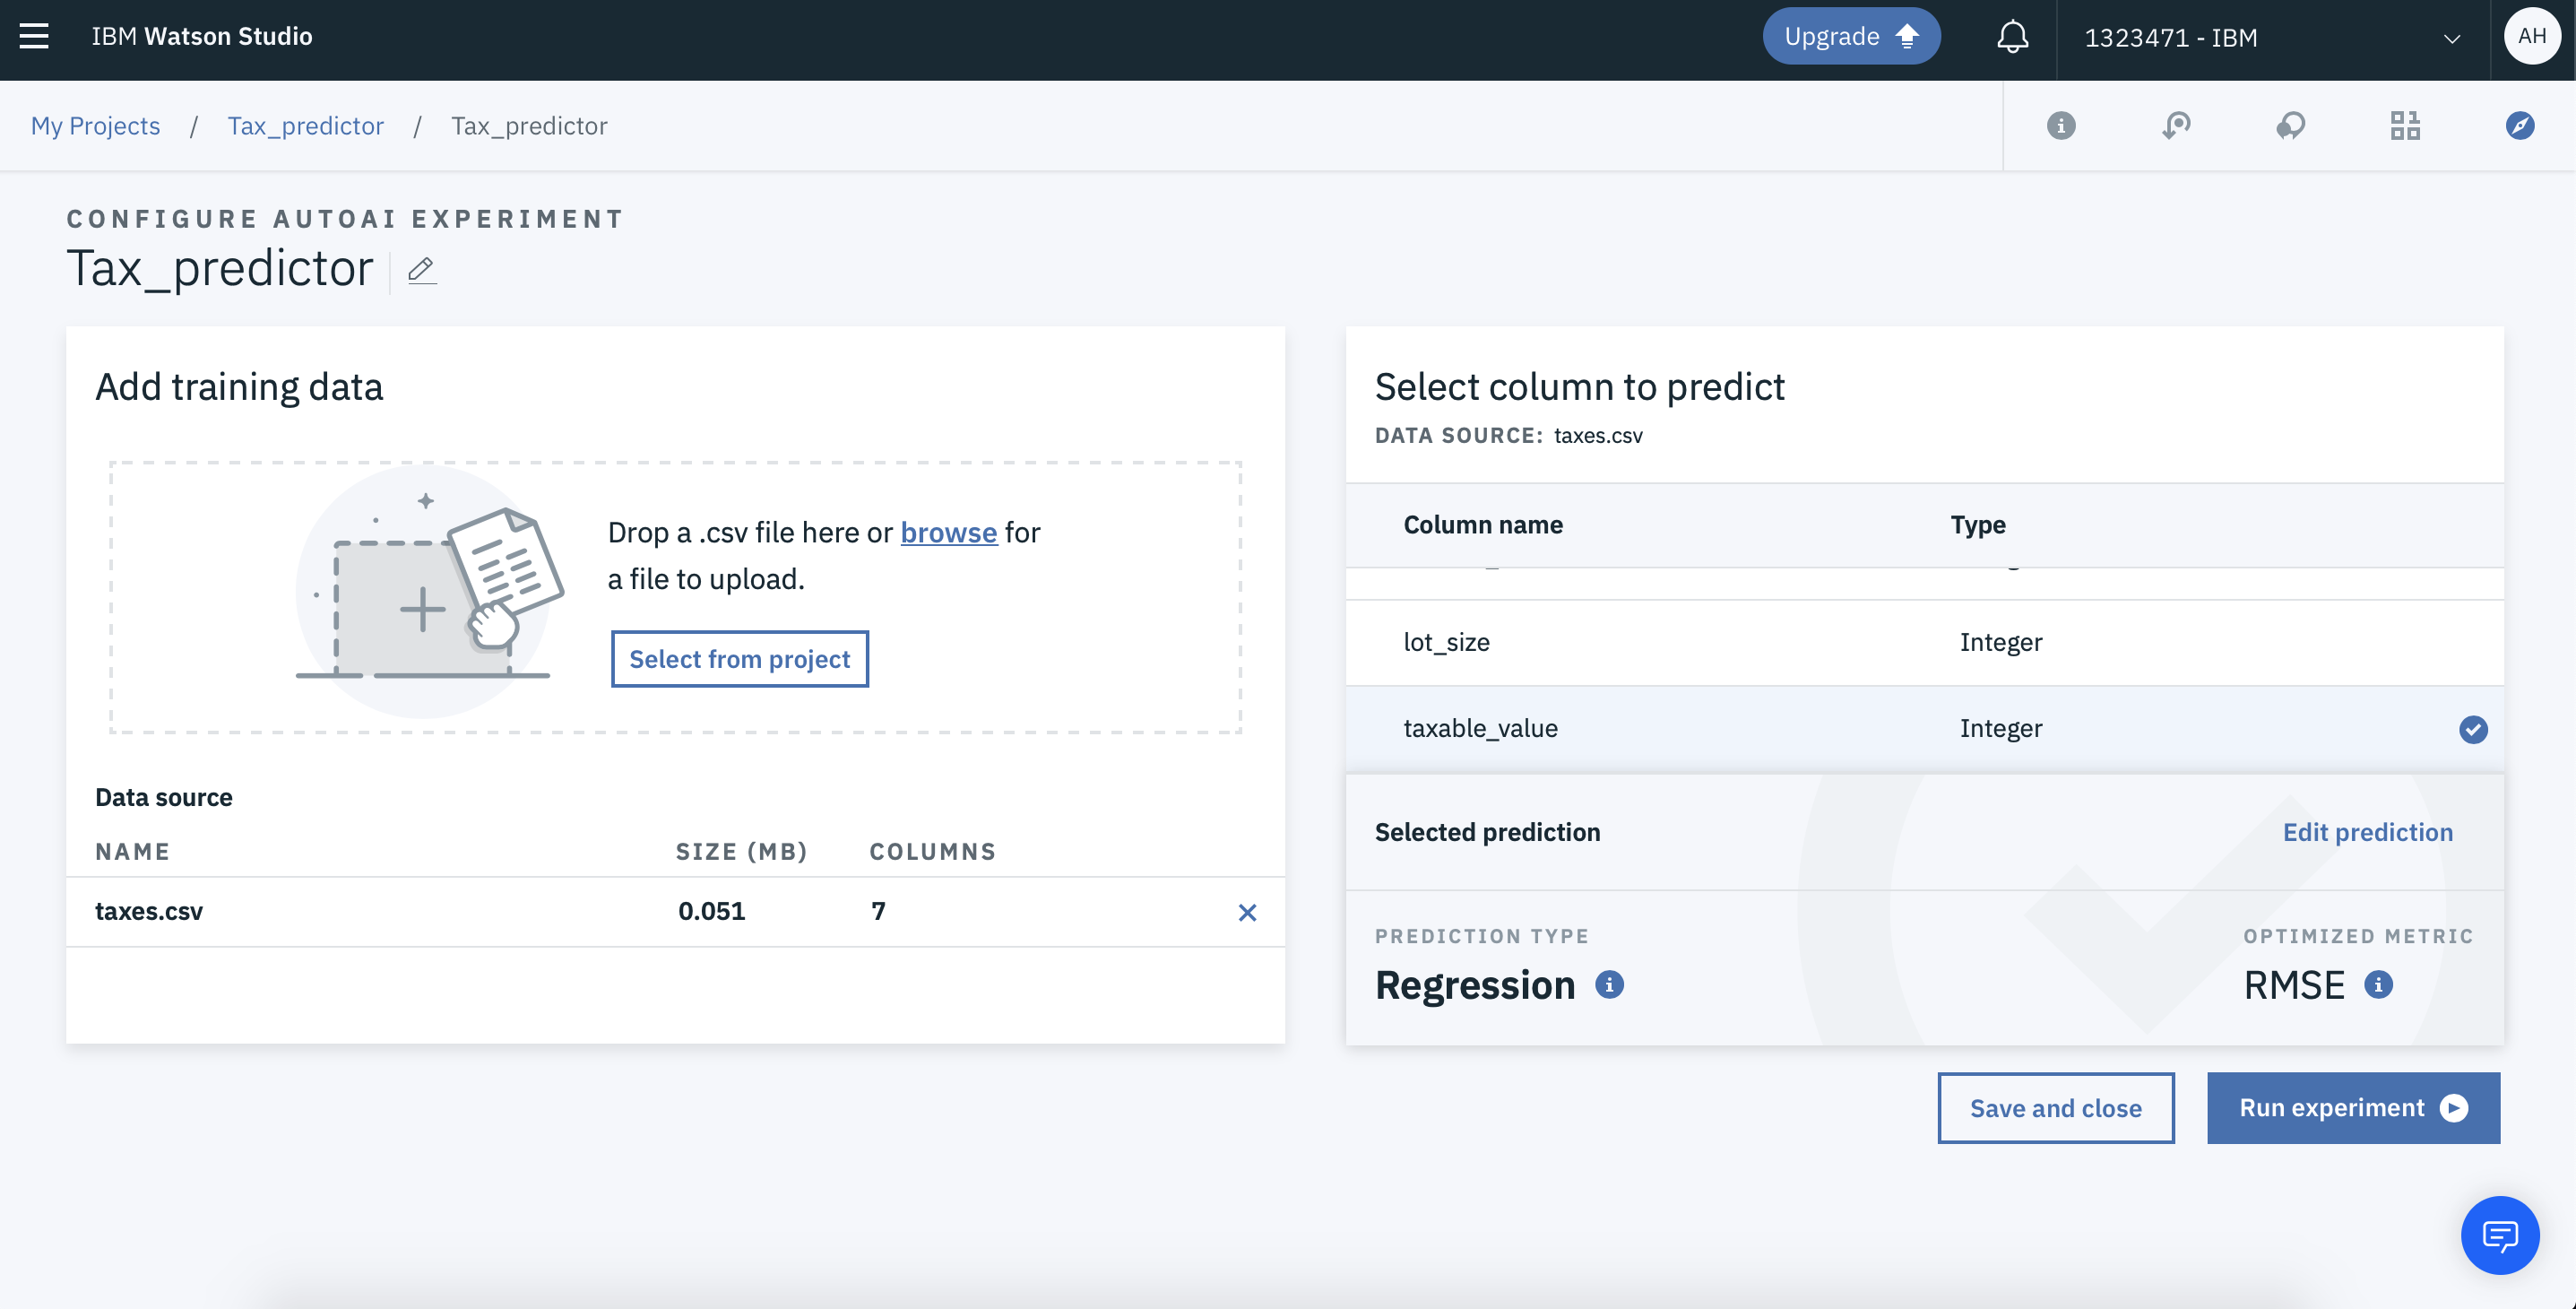 IBM Watson Studio
Upgrade
1323471 - IBM
AH
My Projects / Tax_predictor / Tax_predictor
CONFIGURE AUTOAI EXPERIMENT
Tax_predictor
Add training data
Drop a .csv file here or browse for
a file to upload.
Select from project
Data source
NAME SIZE (MB) COLUMNS
taxes.csv 0.051 7
Select column to predict
DATA SOURCE: taxes.csv
Column name Type
lot_size Integer
taxable_value Integer
Selected prediction Edit prediction
PREDICTION TYPE OPTIMIZED METRIC
Regression RMSE
Save and close Run experiment